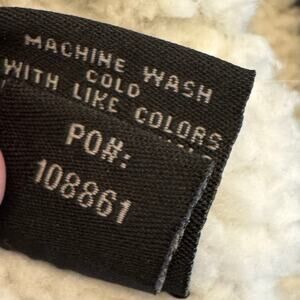 MACHINE WASH
COLD
WITH LIKE COLORS
PO#:
108861